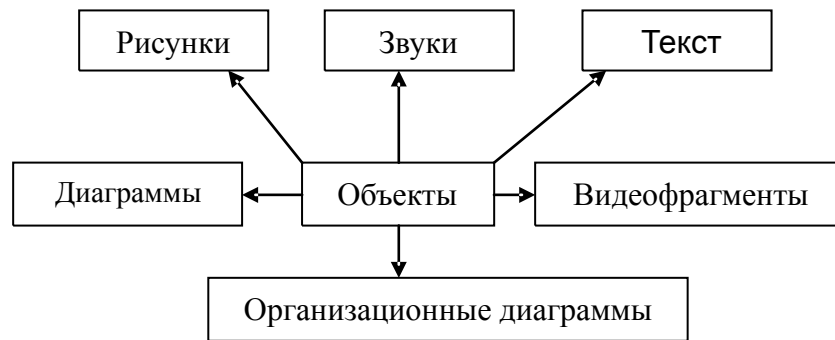 Рисунки
Звуки
Текст
Диаграммы
Объекты
Видеофрагменты
Организационные диаграммы